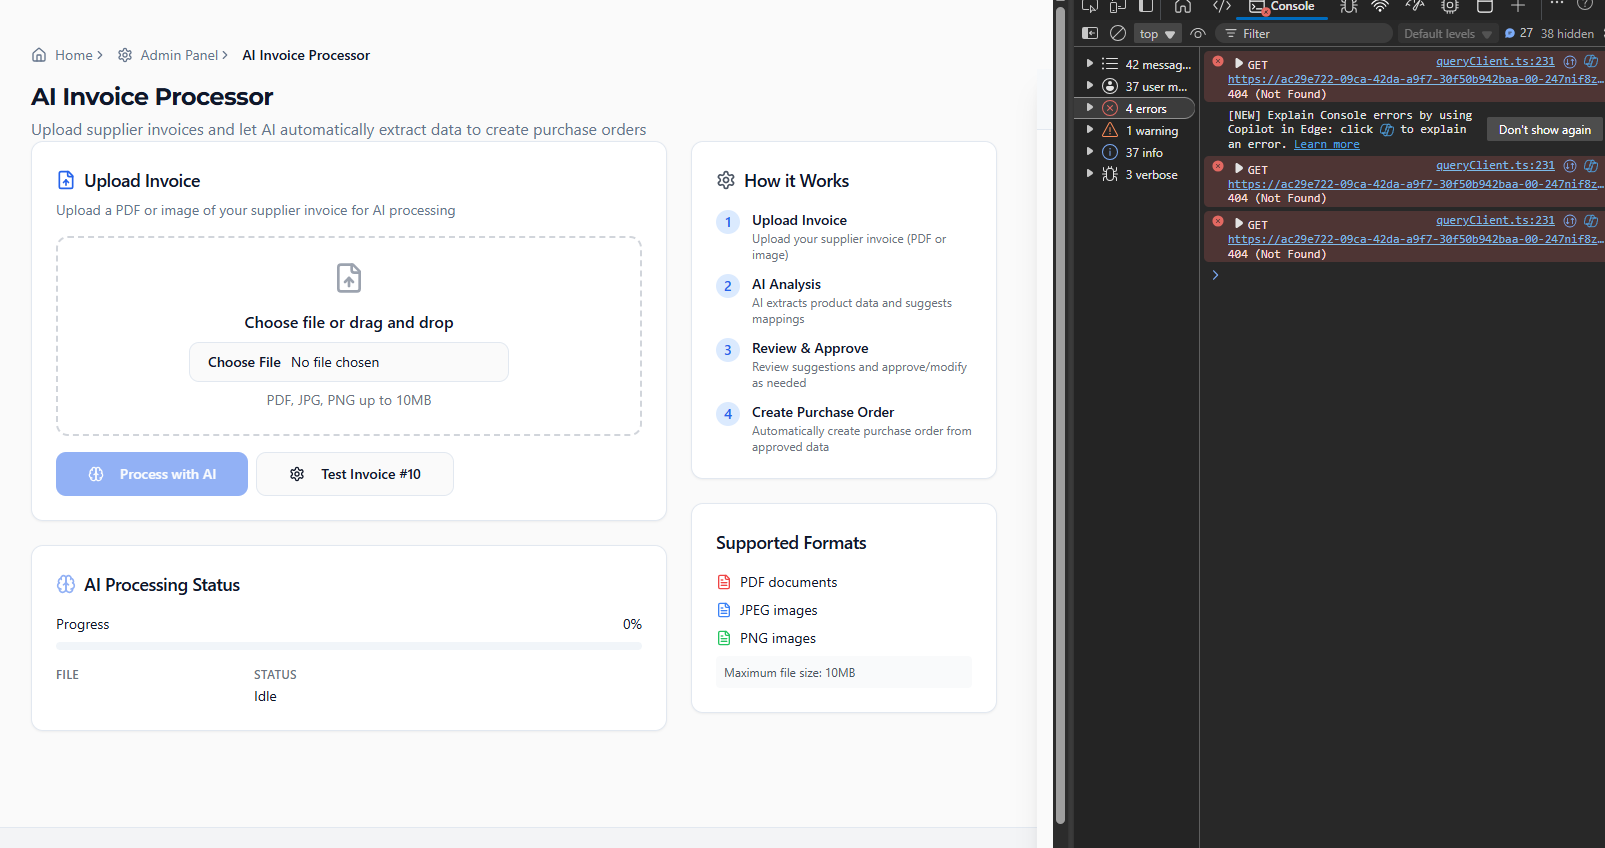 Home
Admin Panel
AI Invoice Processor
AI Invoice Processor
Upload supplier invoices and let AI automatically extract data to create purchase orders
Upload Invoice
Upload a PDF or image of your supplier invoice for AI processing
Choose file or drag and drop
Choose File No file chosen
PDF, JPG, PNG up to 10MB
Process with AI
Test Invoice #10
AI Processing Status
Progress
0%
FILE
STATUS
Idle
How it Works
1
Upload Invoice
Upload your supplier invoice (PDF or
image)
2
AI Analysis
AI extracts product data and suggests
mappings
3
Review & Approve
Review suggestions and approve/modify
as needed
4
Create Purchase Order
Automatically create purchase order from
approved data
Supported Formats
PDF documents
JPEG images
PNG images
Maximum file size: 10MB
Console
top
Filter
Default levels
27
38 hidden
42 messag...
37 user m...
4 errors
1 warning
37 info
3 verbose
GET
queryClient.ts:231
https://ac29e722-09ca-42da-a9f7-30f50b942baa-00-247nif8z…
404 (Not Found)
[NEW] Explain Console errors by using
Copilot in Edge: click
to explain
an error. Learn more
Don't show again
GET
queryClient.ts:231
https://ac29e722-09ca-42da-a9f7-30f50b942baa-00-247nif8z…
404 (Not Found)
GET
queryClient.ts:231
https://ac29e722-09ca-42da-a9f7-30f50b942baa-00-247nif8z…
404 (Not Found)